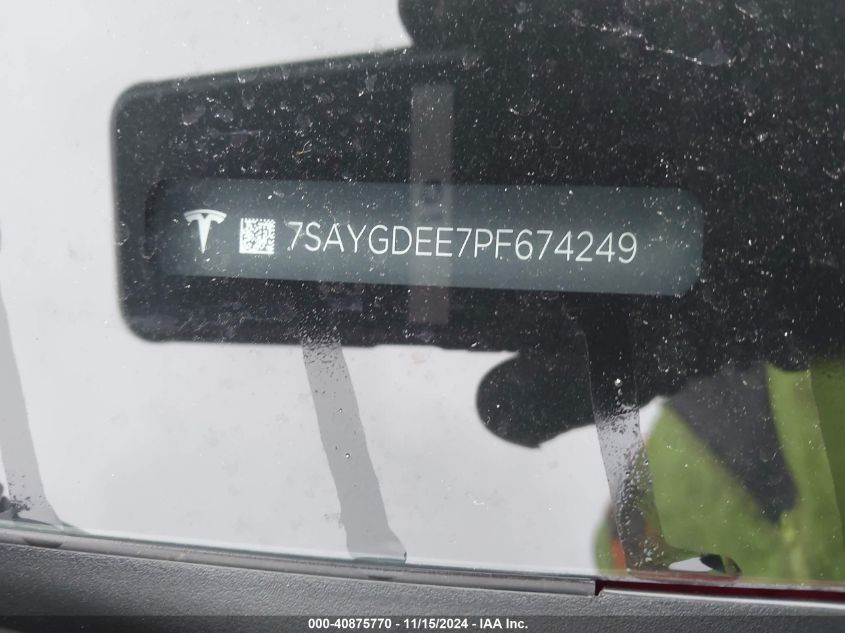 7SAYGDEE7PF674249
000-40875770 - 11/15/2024 - IAA Inc.